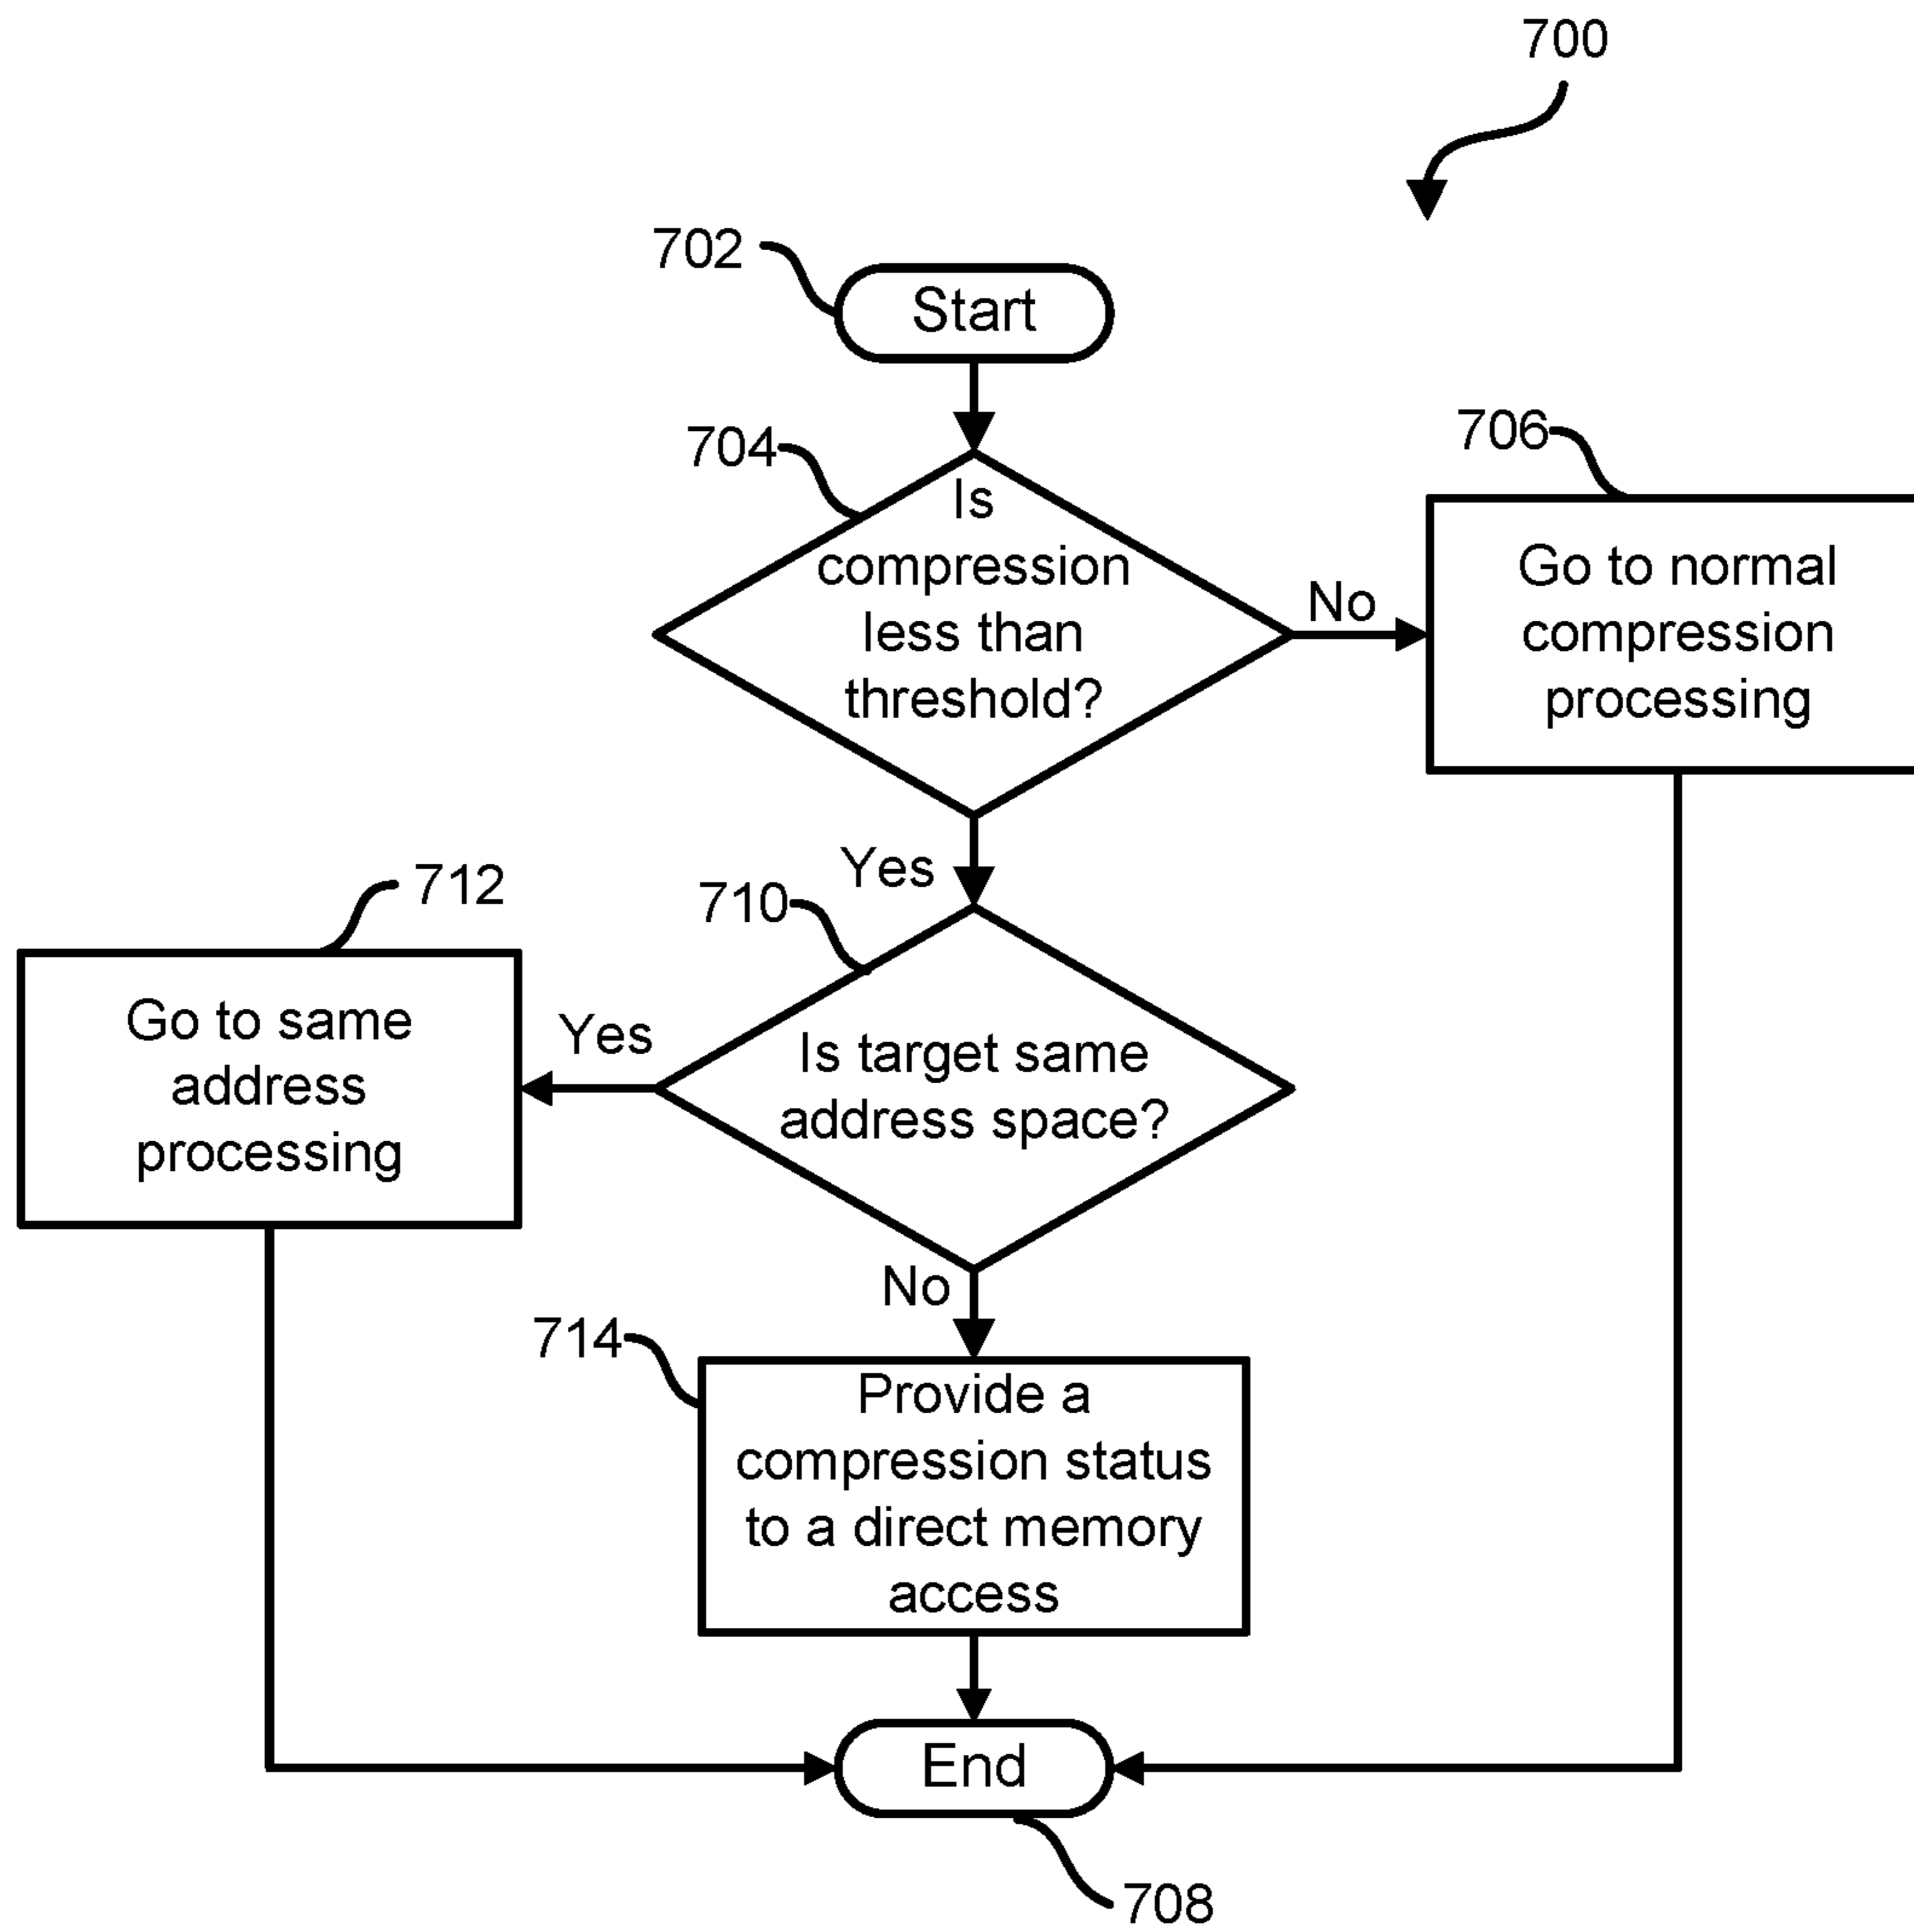 700
702
Start
704
Is
compression
less than
threshold?
No
706
Go to normal
compression
processing
Yes
710
Is target same
address space?
Yes
712
Go to same
address
processing
No
714
Provide a
compression status
to a direct memory
access
End
708